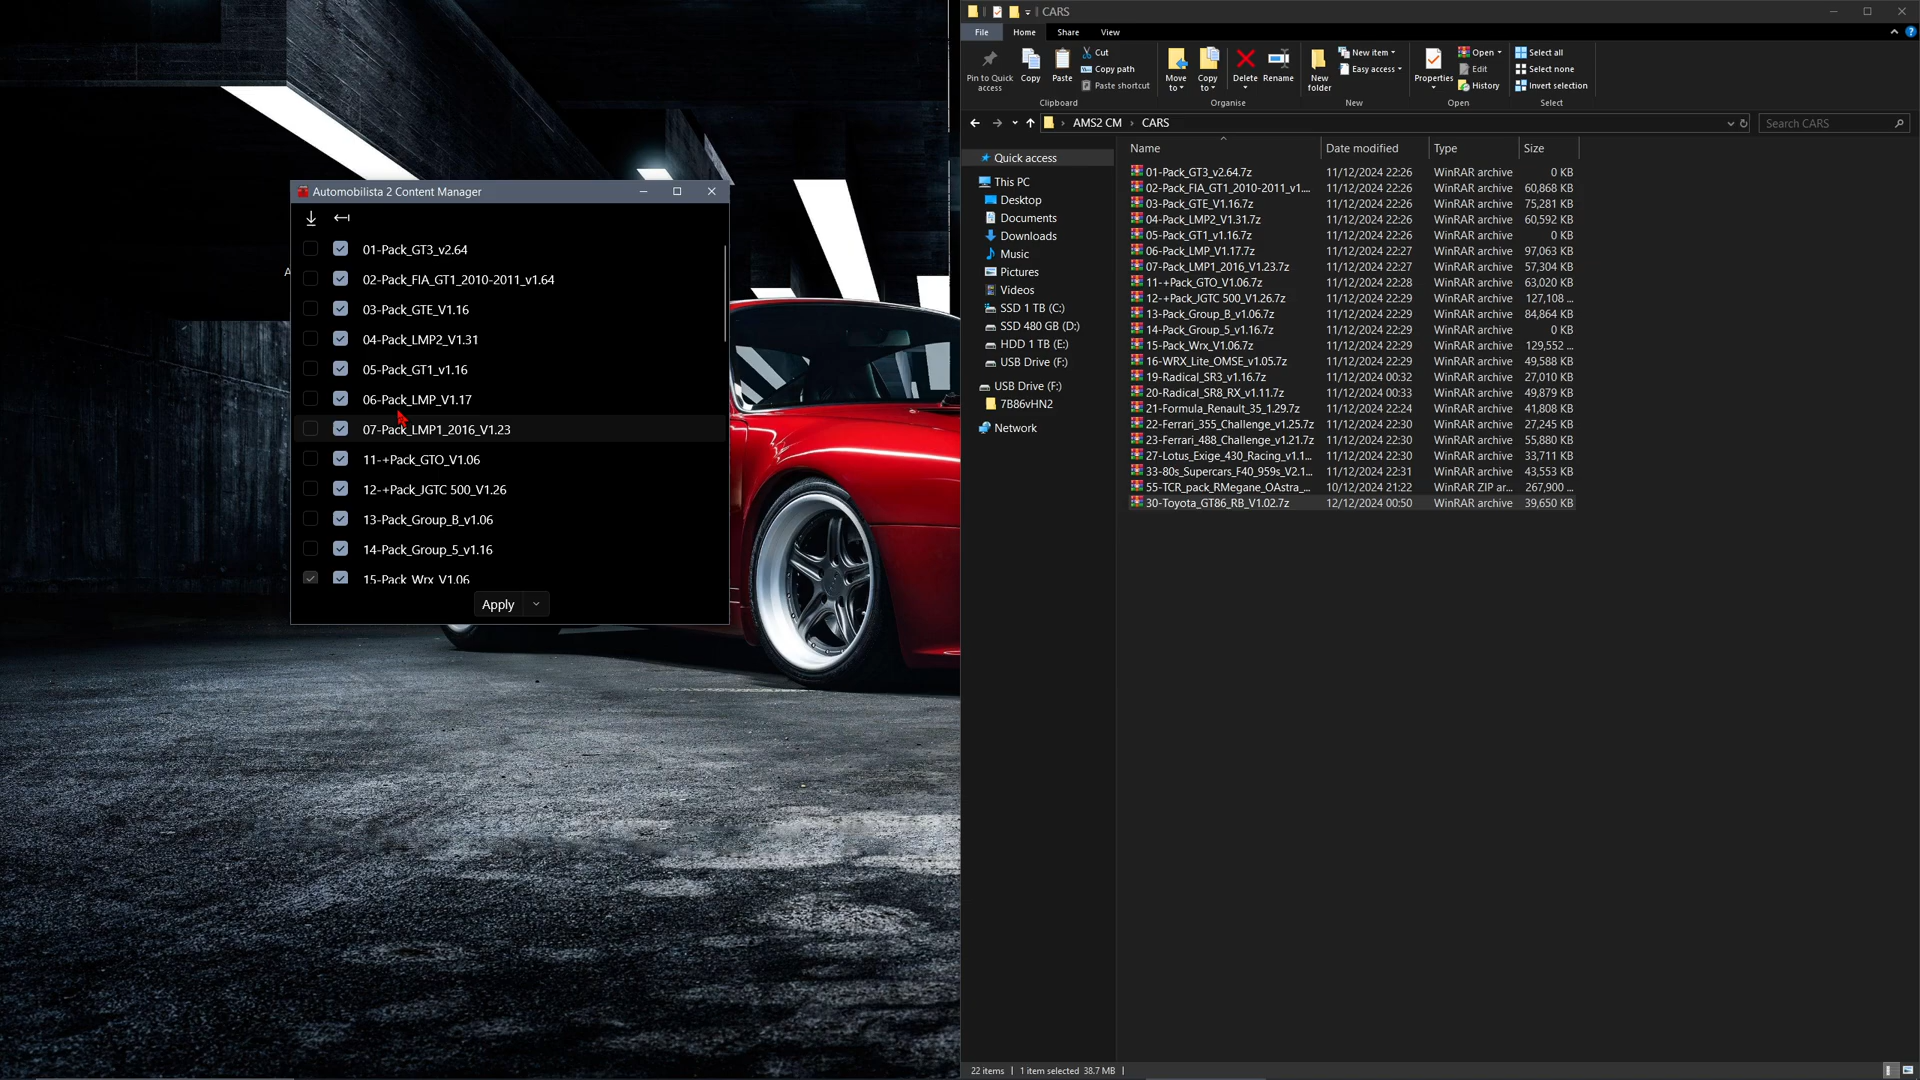 Automobilista 2 Content Manager
01-Pack_GT3_v2.64
02-Pack_FIA_GT1_2010-2011_v1.64
03-Pack_GTE_V1.16
04-Pack_LMP2_V1.31
05-Pack_GT1_v1.16
06-Pack_LMP_V1.17
07-Pack_LMP1_2016_V1.23
11-+Pack_GTO_V1.06
12-+Pack_JGTC 500_V1.26
13-Pack_Group_B_v1.06
14-Pack_Group_5_v1.16
15-Pack_Wrx_V1.06
Apply
A
CARS
File Home Share View
Pin to Quick access
Copy
Paste
Cut
Copy path
Paste shortcut
Clipboard
Move to
Copy to
Delete
Rename
Organise
New folder
New item
Easy access
New
Properties
Open
Edit
History
Open
Select all
Select none
Invert selection
Select
AMS2 CM CARS
Search CARS
Quick access
This PC
Desktop
Documents
Downloads
Music
Pictures
Videos
SSD 1 TB (C:)
SSD 480 GB (D:)
HDD 1 TB (E:)
USB Drive (F:)
USB Drive (F:)
7B86vHN2
Network
Name Date modified Type Size
01-Pack_GT3_v2.64.7z 11/12/2024 22:26 WinRAR archive 0 KB
02-Pack_FIA_GT1_2010-2011_v1.... 11/12/2024 22:26 WinRAR archive 60,868 KB
03-Pack_GTE_V1.16.7z 11/12/2024 22:26 WinRAR archive 75,281 KB
04-Pack_LMP2_V1.31.7z 11/12/2024 22:26 WinRAR archive 60,592 KB
05-Pack_GT1_v1.16.7z 11/12/2024 22:26 WinRAR archive 0 KB
06-Pack_LMP_V1.17.7z 11/12/2024 22:27 WinRAR archive 97,063 KB
07-Pack_LMP1_2016_V1.23.7z 11/12/2024 22:27 WinRAR archive 57,304 KB
11-+Pack_GTO_V1.06.7z 11/12/2024 22:28 WinRAR archive 63,020 KB
12-+Pack_JGTC 500_V1.26.7z 11/12/2024 22:29 WinRAR archive 127,108 ...
13-Pack_Group_B_v1.06.7z 11/12/2024 22:29 WinRAR archive 84,864 KB
14-Pack_Group_5_v1.16.7z 11/12/2024 22:29 WinRAR archive 0 KB
15-Pack_Wrx_V1.06.7z 11/12/2024 22:29 WinRAR archive 129,552 ...
16-WRX_Lite_OMSE_v1.05.7z 11/12/2024 22:29 WinRAR archive 49,588 KB
19-Radical_SR3_v1.16.7z 11/12/2024 00:32 WinRAR archive 27,010 KB
20-Radical_SR8_RX_v1.11.7z 11/12/2024 00:33 WinRAR archive 49,879 KB
21-Formula_Renault_35_1.29.7z 11/12/2024 22:24 WinRAR archive 41,808 KB
22-Ferrari_355_Challenge_v1.25.7z 11/12/2024 22:30 WinRAR archive 27,245 KB
23-Ferrari_488_Challenge_v1.21.7z 11/12/2024 22:30 WinRAR archive 55,880 KB
27-Lotus_Exige_430_Racing_v1.1... 11/12/2024 22:30 WinRAR archive 33,711 KB
33-80s_Supercars_F40_959s_V2.1... 11/12/2024 22:31 WinRAR archive 43,553 KB
55-TCR_pack_RMegane_OAstra_... 10/12/2024 21:22 WinRAR ZIP ar... 267,900 ...
30-Toyota_GT86_RB_V1.02.7z 12/12/2024 00:50 WinRAR archive 39,650 KB
22 items 1 item selected 38.7 MB